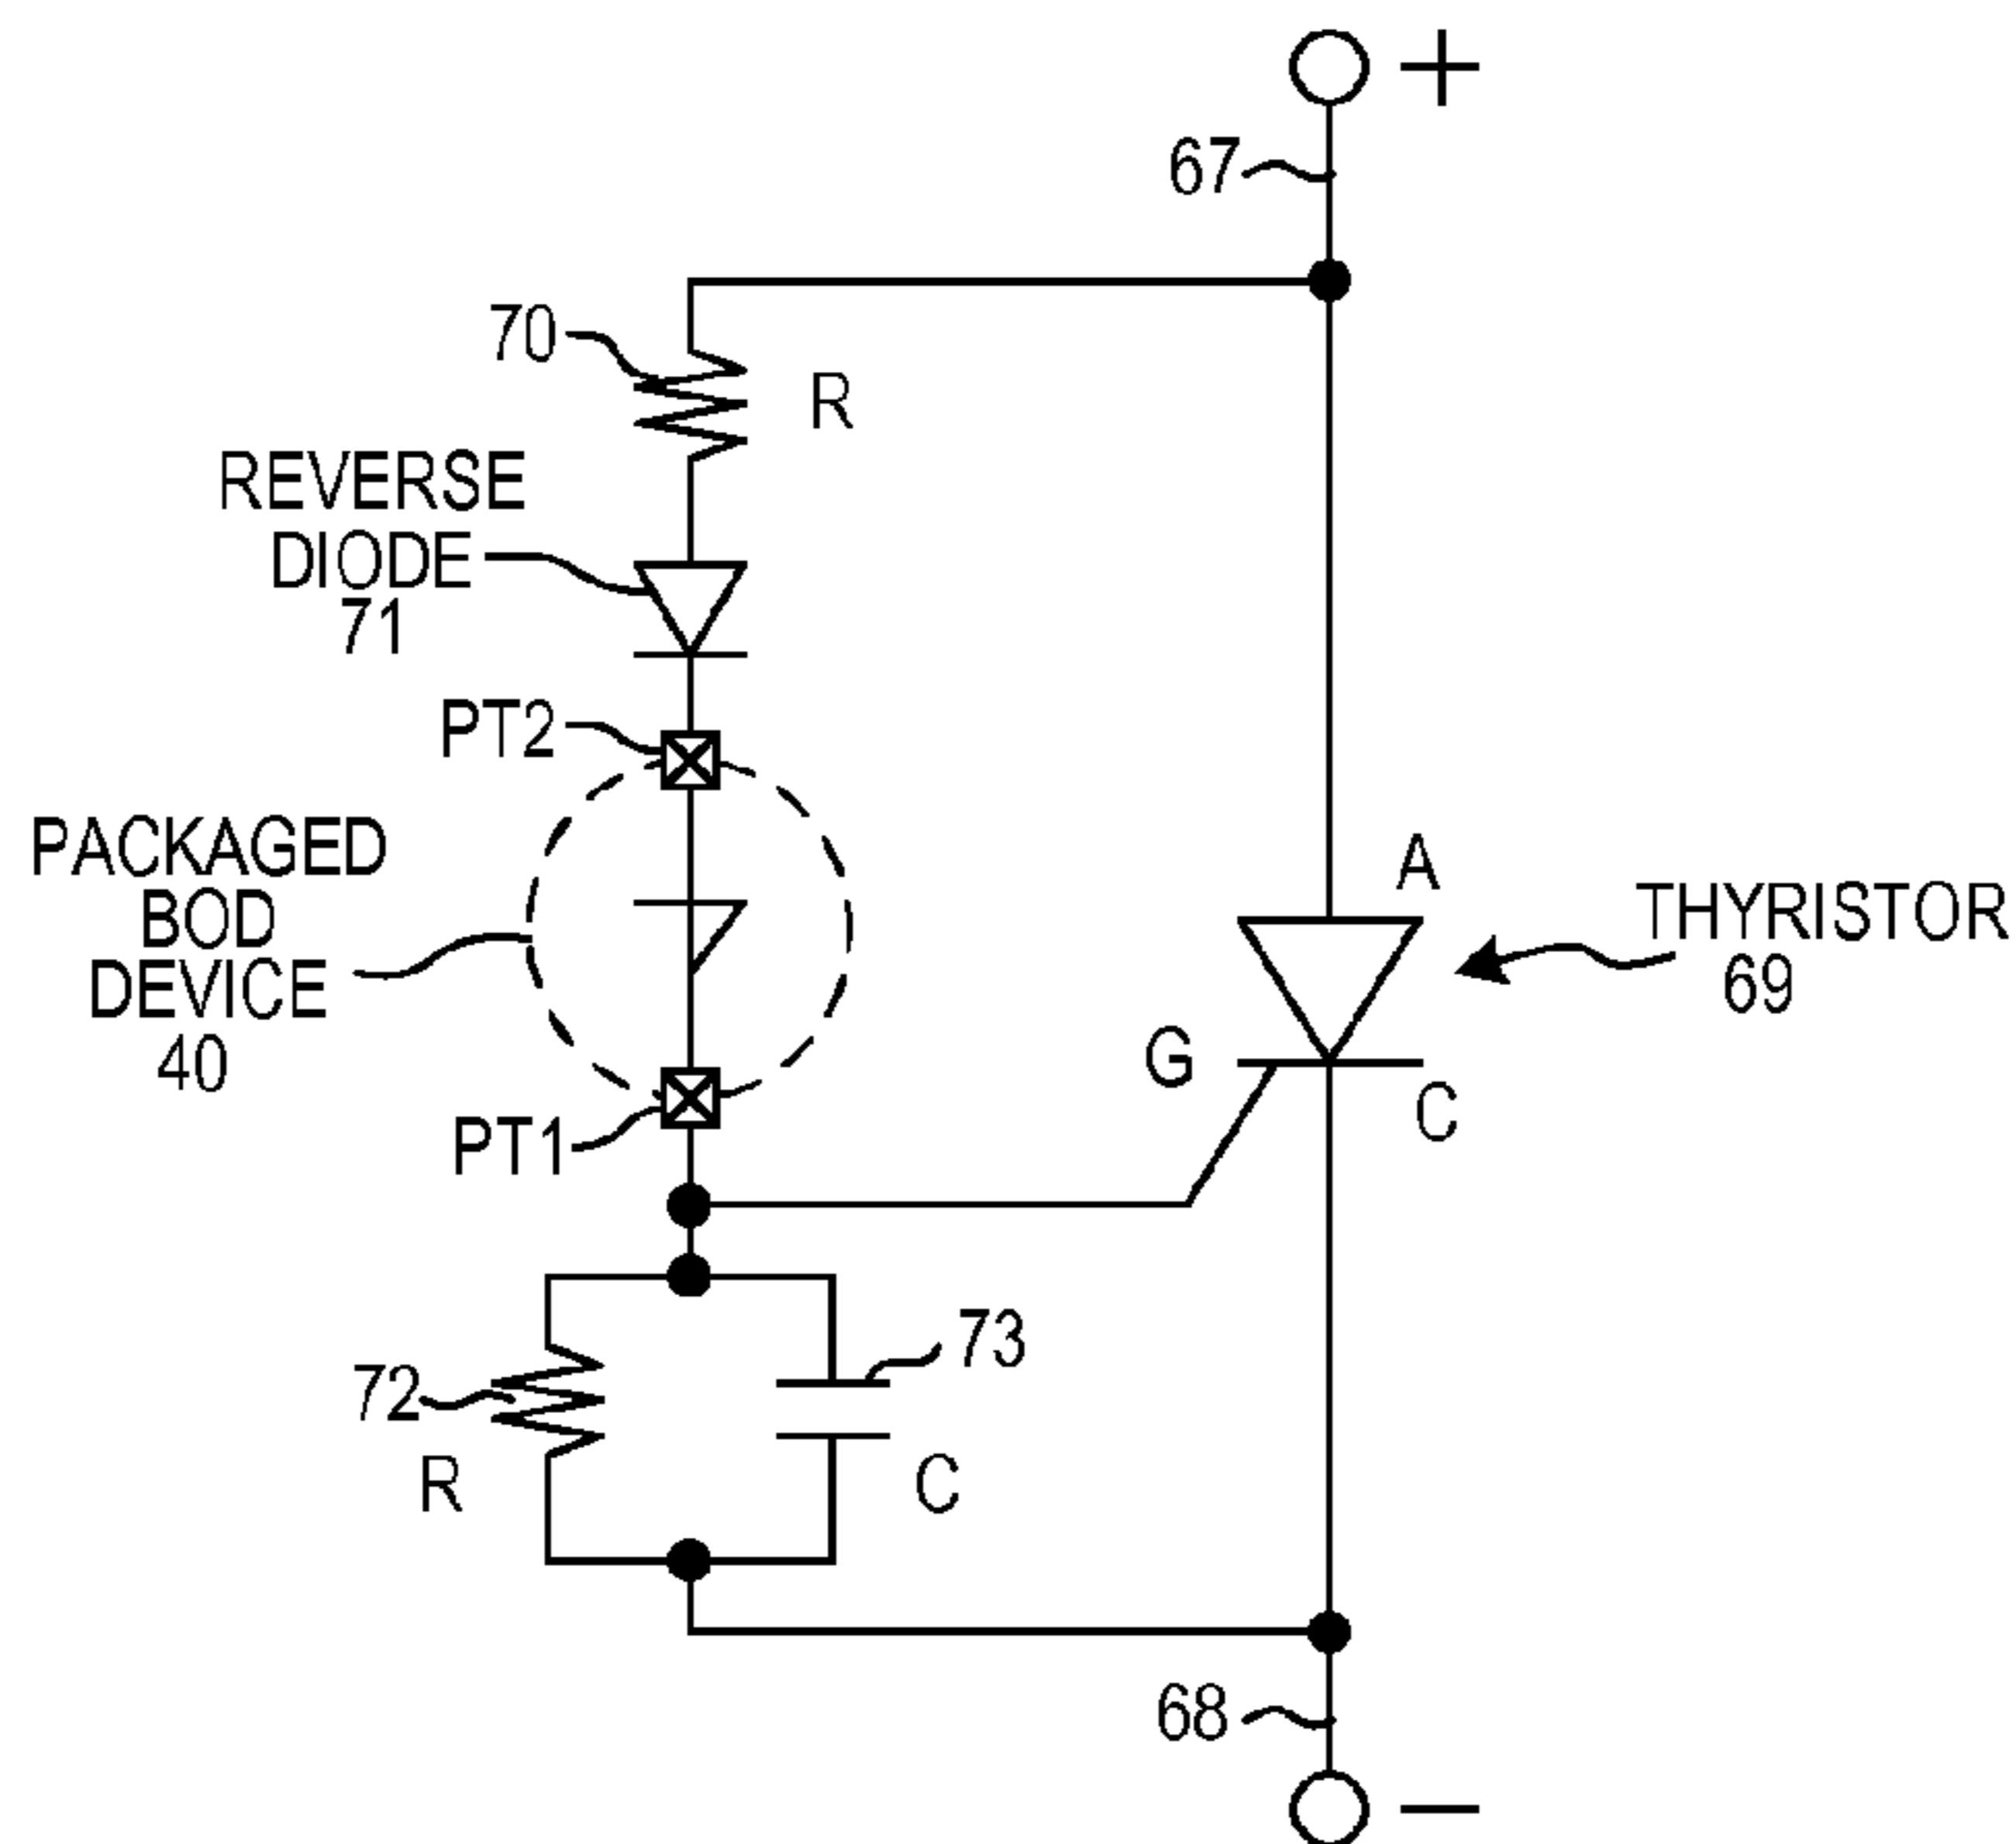 +
67
70
R
REVERSE
DIODE
71
PT2
PACKAGED
BOD
DEVICE
40
A
THYRISTOR
69
G
C
PT1
73
72
R
C
68
—